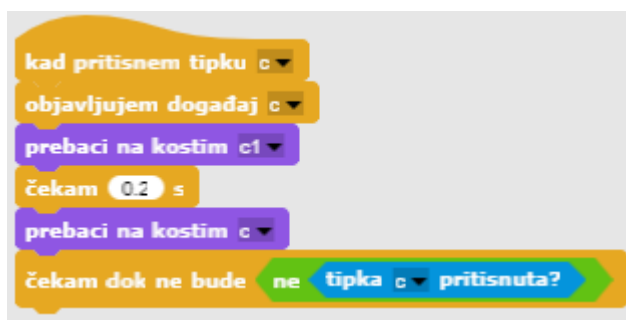 kad pritisnem tipku c
objavljujem događaj c
prebaci na kostim c1
čekam 0.2 s
prebaci na kostim c
čekam dok ne bude ne tipka c pritisnuta?